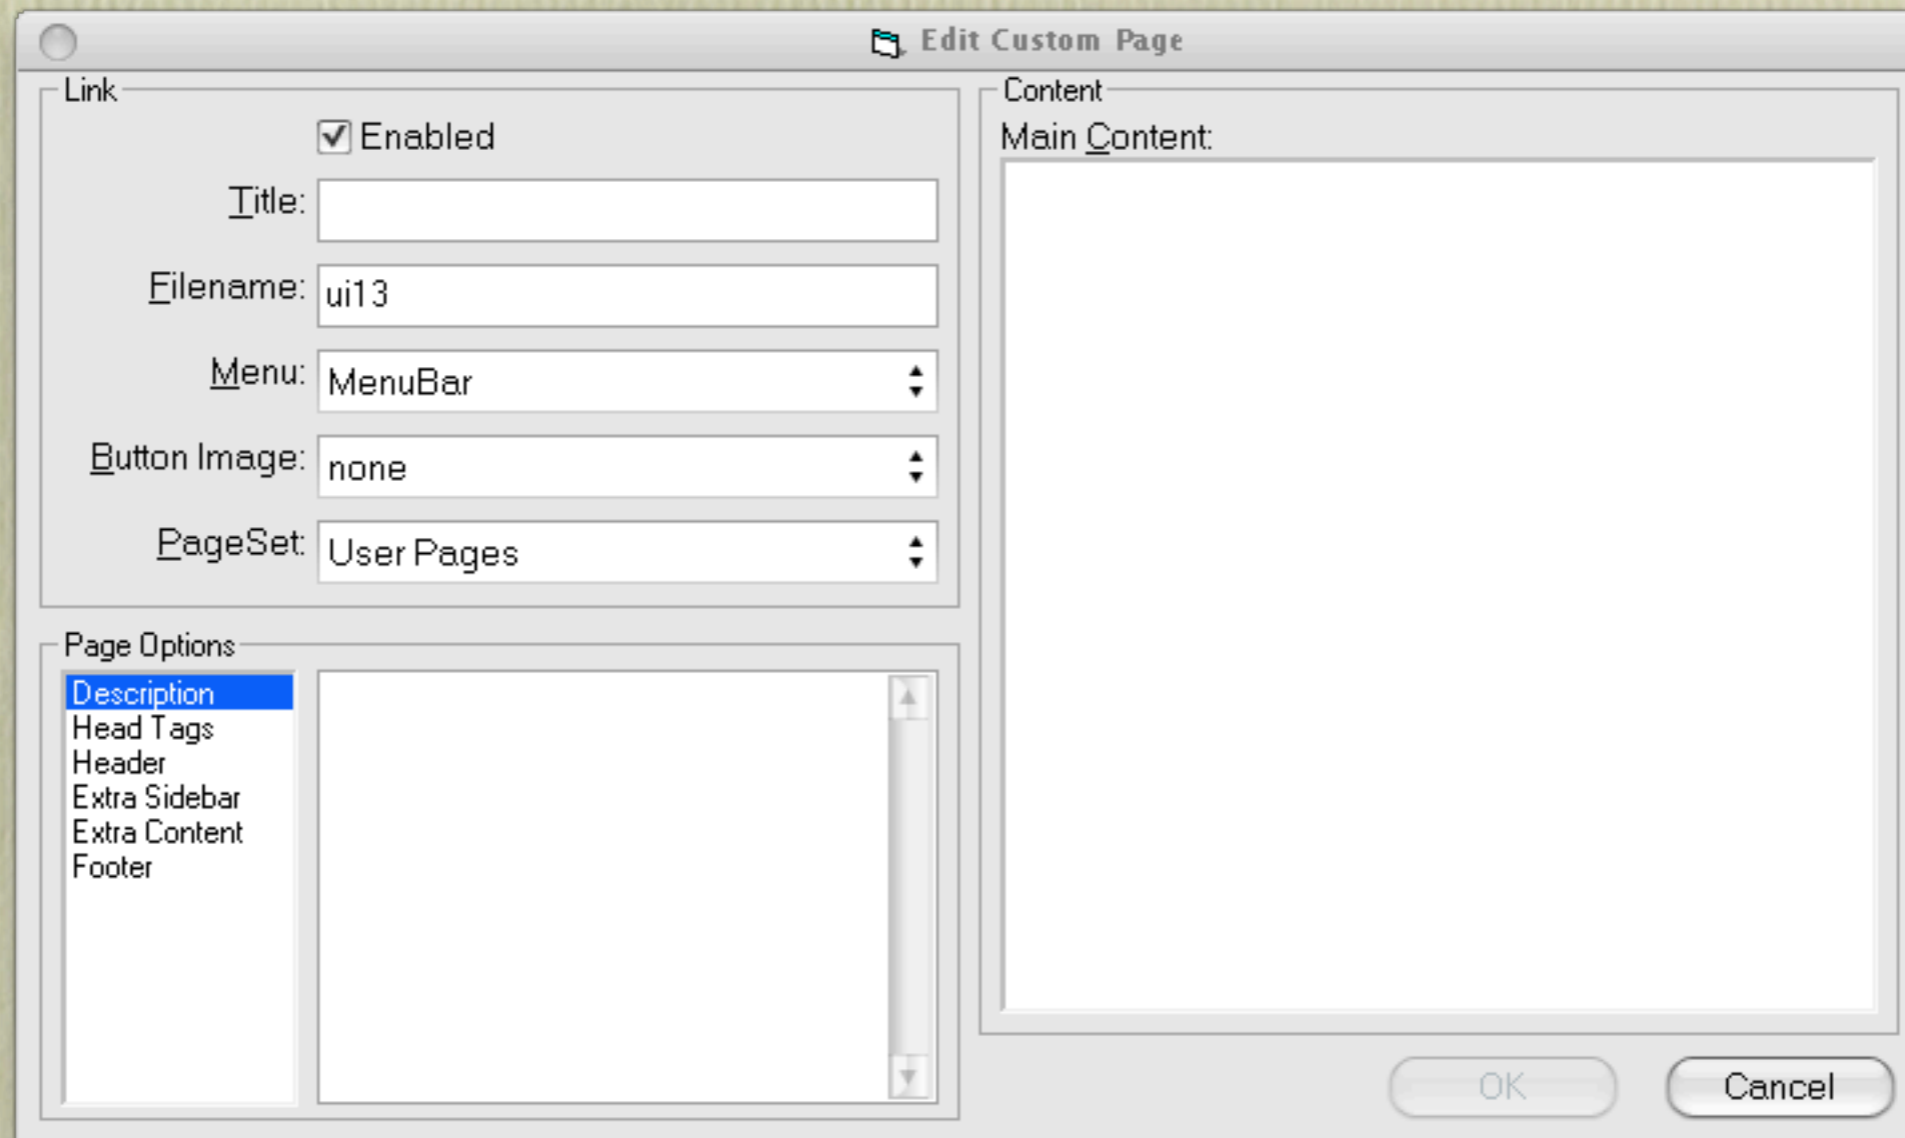 Edit Custom Page
Link
Enabled
Title:
Filename: ui13
Menu: MenuBar
Button Image: none
PageSet: User Pages
Page Options
Description
Head Tags
Header
Extra Sidebar
Extra Content
Footer
Content
Main Content:
OK Cancel